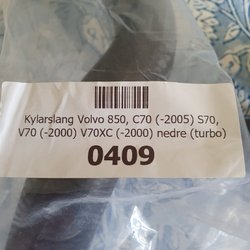 Kylarslang Volvo 850, C70 (-2005) S70,
V70 (-2000) V70XC (-2000) nedre (turbo)
0409